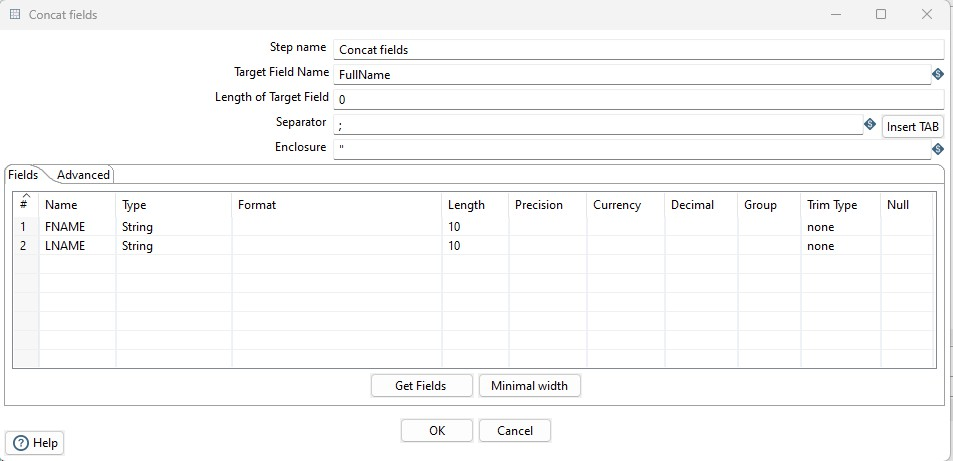 Concat fields
Step name Concat fields
Target Field Name FullName
Length of Target Field 0
Separator ; Insert TAB
Enclosure "
Fields Advanced
# Name Type Format Length Precision Currency Decimal Group Trim Type Null
1 FNAME String 10 none
2 LNAME String 10 none
Get Fields Minimal width
OK Cancel
Help